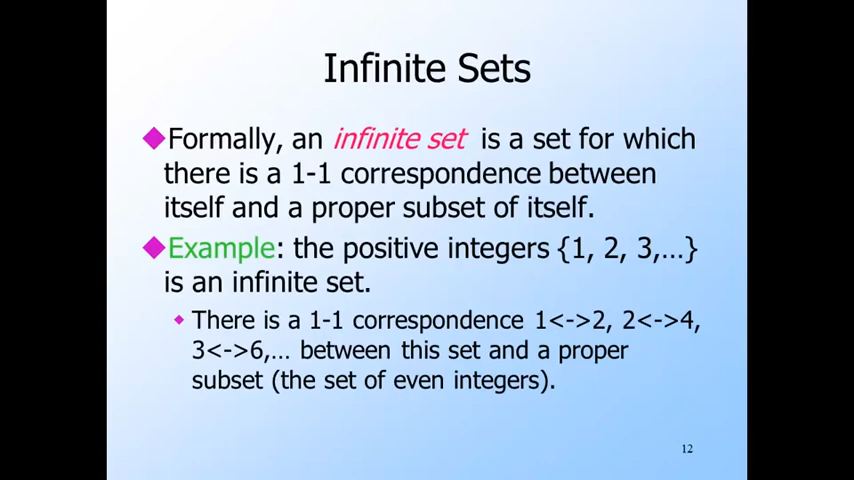 Infinite Sets
Formally, an infinite set is a set for which
there is a 1-1 correspondence between
itself and a proper subset of itself.
Example: the positive integers {1, 2, 3,…}
is an infinite set.
There is a 1-1 correspondence 1<->2, 2<->4,
3<->6,… between this set and a proper
subset (the set of even integers).
12